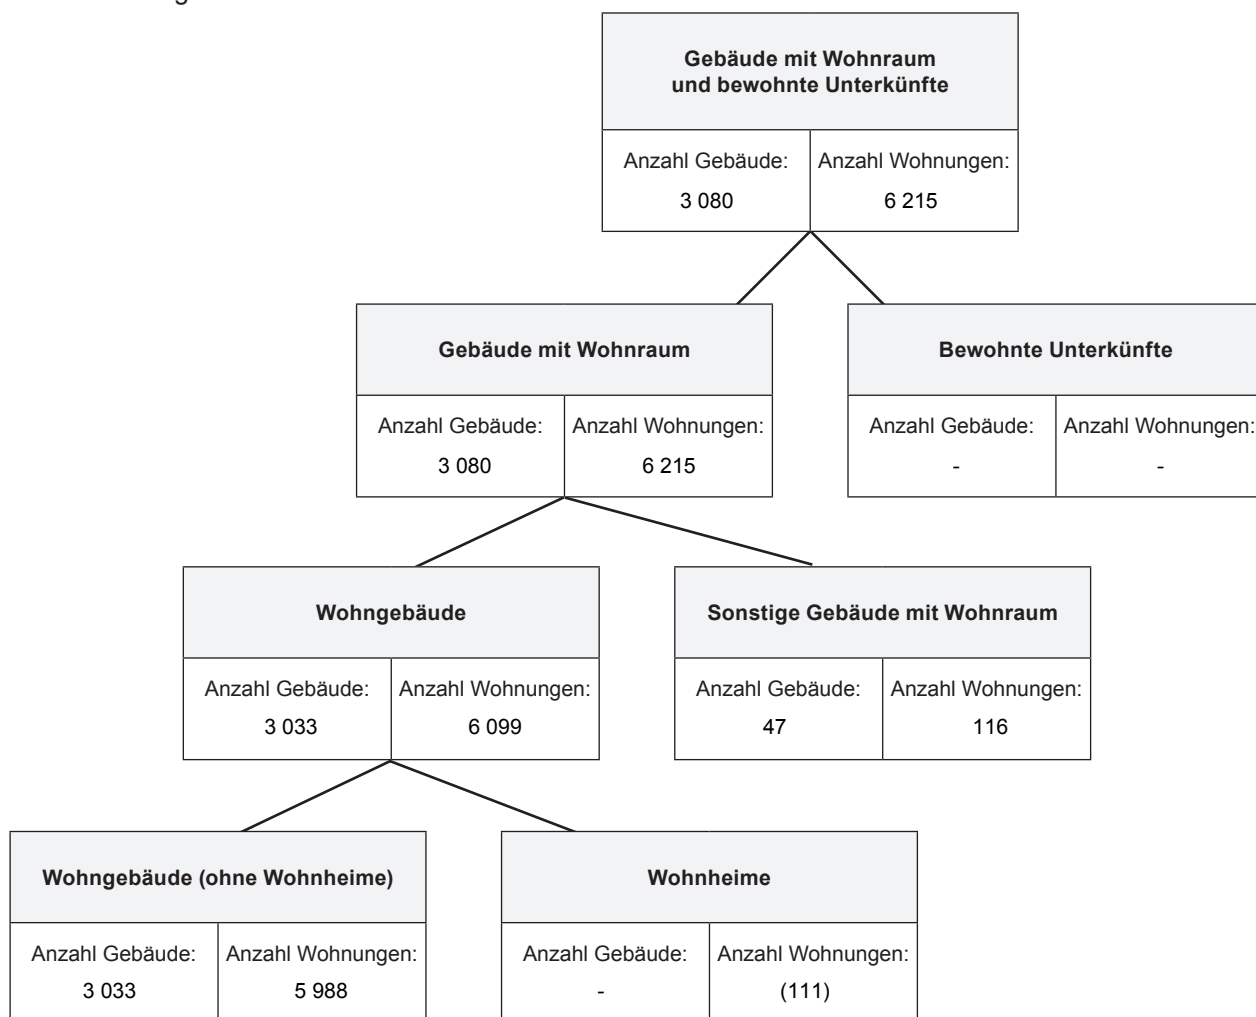 Gebäude mit Wohnraum
und bewohnte Unterkünfte
Anzahl Gebäude: Anzahl Wohnungen:
3 080 6 215
Gebäude mit Wohnraum Bewohnte Unterkünfte
Anzahl Gebäude: Anzahl Wohnungen: Anzahl Gebäude: Anzahl Wohnungen:
3 080 6 215 - -
Wohngebäude Sonstige Gebäude mit Wohnraum
Anzahl Gebäude: Anzahl Wohnungen: Anzahl Gebäude: Anzahl Wohnungen:
3 033 6 099 47 116
Wohngebäude (ohne Wohnheime) Wohnheime
Anzahl Gebäude: Anzahl Wohnungen: Anzahl Gebäude: Anzahl Wohnungen:
3 033 5 988 - (111)